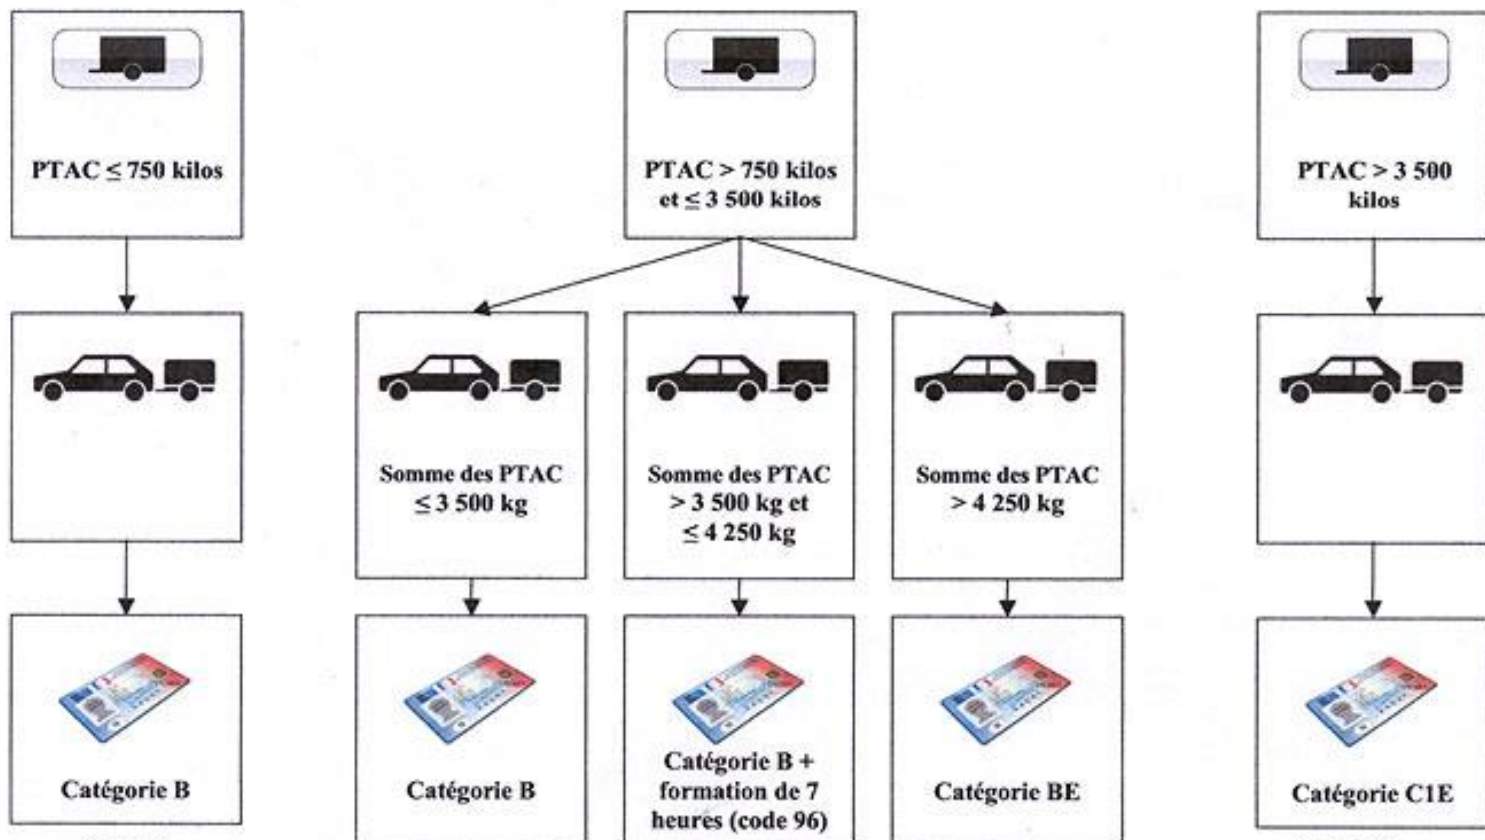 PTAC ≤ 750 kilos
PTAC > 750 kilos
et ≤ 3 500 kilos
PTAC > 3 500
kilos
Somme des PTAC
≤ 3 500 kg
Somme des PTAC
> 3 500 kg et
≤ 4 250 kg
Somme des PTAC
> 4 250 kg
Catégorie B
Catégorie B
Catégorie B +
formation de 7
heures (code 96)
Catégorie BE
Catégorie C1E